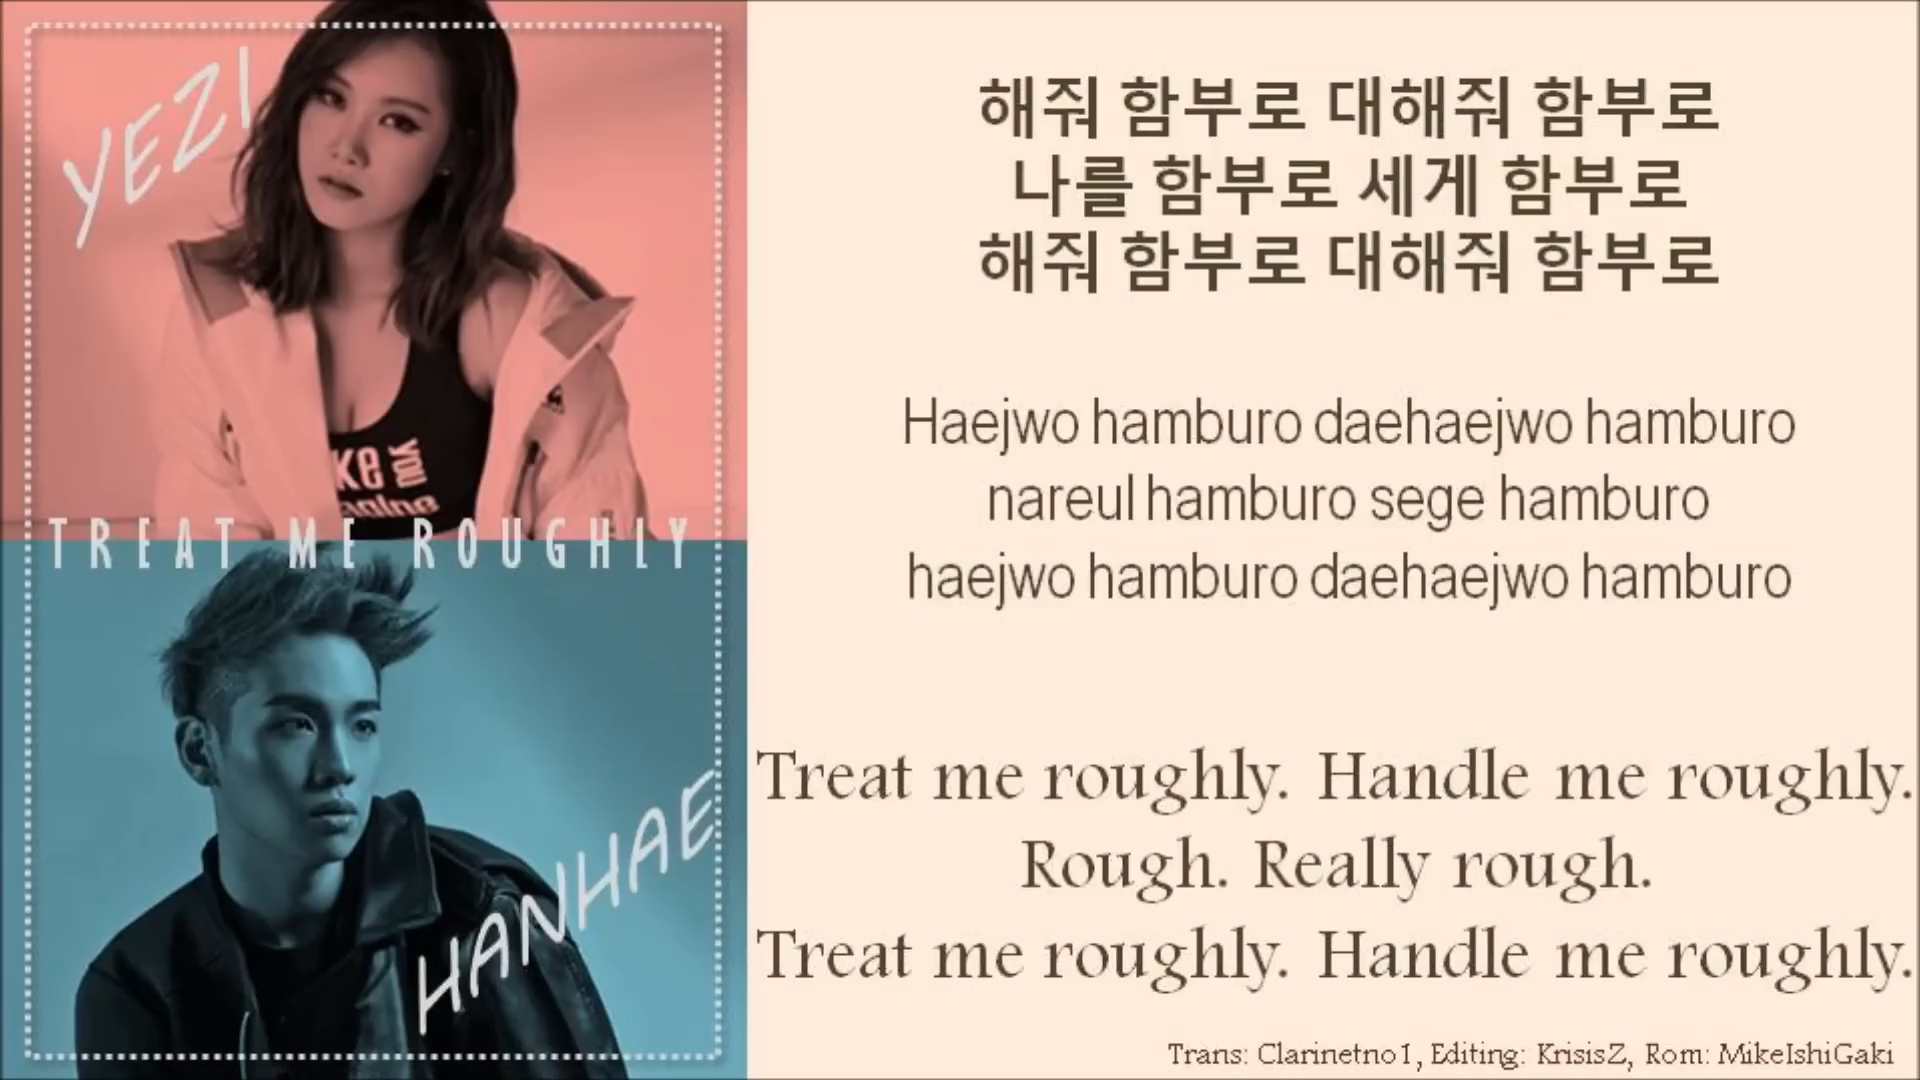 YEZI
ke you
TREAT ME ROUGHLY
HANHAE
해줘 함부로 대해줘 함부로
나를 함부로 세게 함부로
해줘 함부로 대해줘 함부로
Haejwo hamburo daehaejwo hamburo
nareul hamburo sege hamburo
haejwo hamburo daehaejwo hamburo
Treat me roughly. Handle me roughly.
Rough. Really rough.
Treat me roughly. Handle me roughly.
Trans: Clarinetno1, Editing: KrisisZ, Rom: MikeIshiGaki